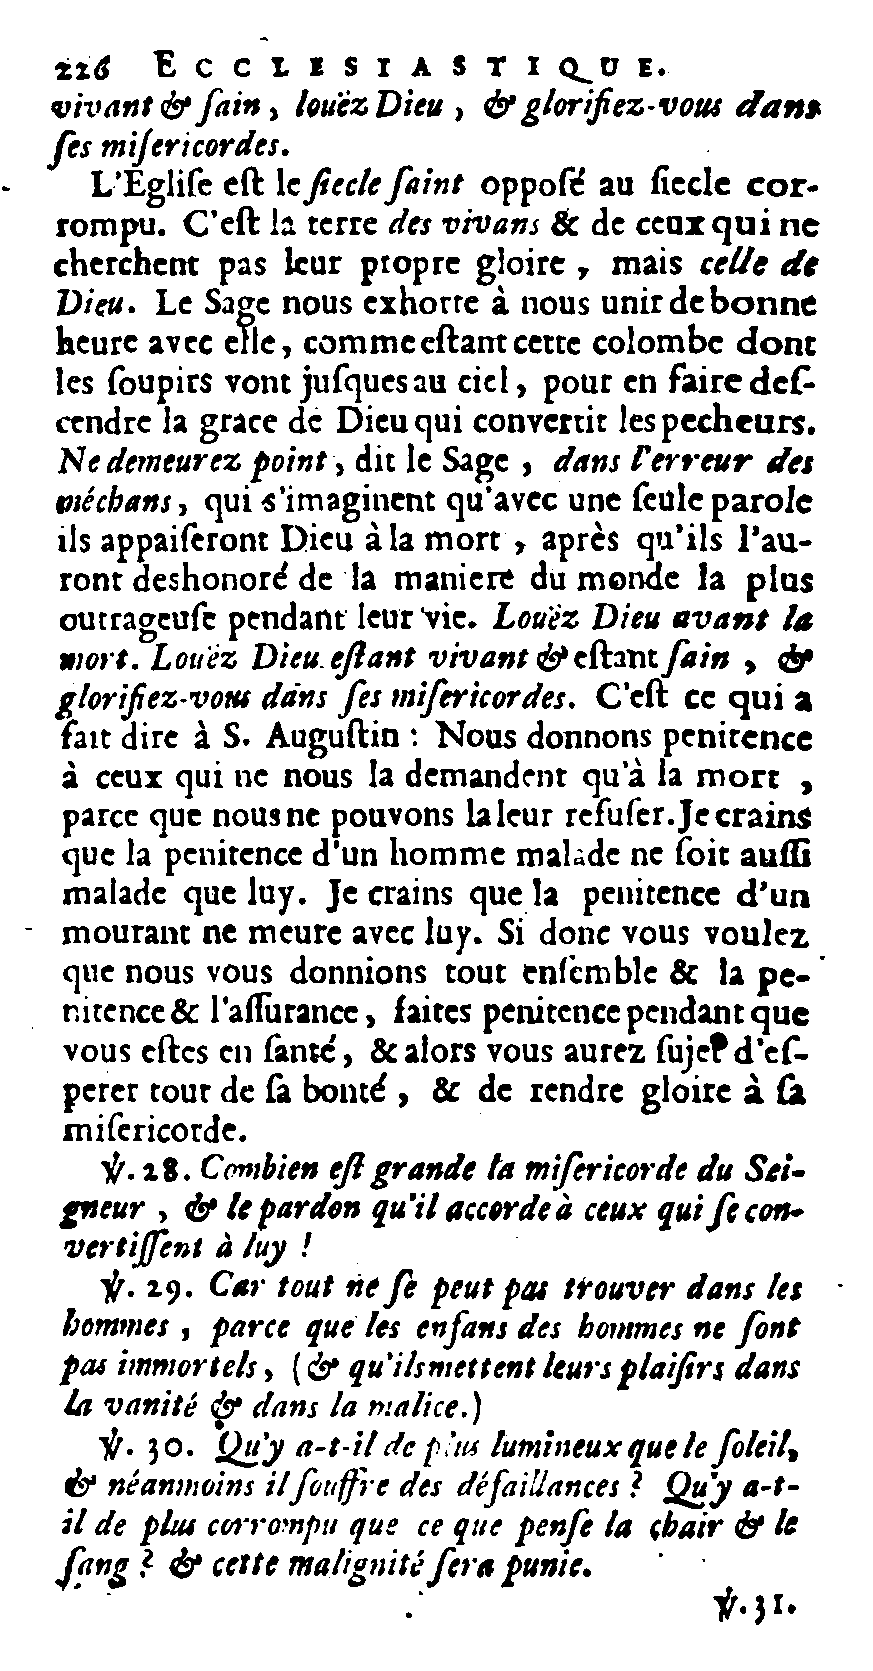 226 ECCLESIASTIQUE.
vivant & ſain, louëz Dieu, & glorifiez-vous dans
ſes miſericordes.
L'Egliſe eſt le ſiecle ſaint oppoſé au ſiecle cor-
rompu. C'eſt la terre des vivans & de ceux qui ne
cherchent pas leur propre gloire, mais celle de
Dieu. Le Sage nous exhorte à nous unir de bonne
heure avec elle, comme eſtant cette colombe dont
les ſoupirs vont juſques au ciel, pour en faire deſ-
cendre la grace de Dieu qui convertit les pecheurs.
Ne demeurez point, dit le Sage, dans l'erreur des
méchans, qui s'imaginent qu'avec une ſeule parole
ils appaiſeront Dieu à la mort, après qu'ils l'au-
ront deshonoré de la maniere du monde la plus
outrageuſe pendant leur vie. Louëz Dieu avant la
mort. Louëz Dieu eſtant vivant & eſtant ſain, &
glorifiez-vous dans ſes miſericordes. C'eſt ce qui a
fait dire à S. Auguſtin : Nous donnons penitence
à ceux qui ne nous la demandent qu'à la mort,
parce que nous ne pouvons la leur refuſer. Je crains
que la penitence d'un homme malade ne ſoit auſſi
malade que luy. Je crains que la penitence d'un
mourant ne meure avec luy. Si donc vous voulez
que nous vous donnions tout enſemble & la pe-
nitence & l'aſſurance, faites penitence pendant que
vous eſtes en ſanté, & alors vous aurez ſujet d'eſ-
perer tout de ſa bonté, & de rendre gloire à ſa
miſericorde.
℣. 28. Combien eſt grande la miſericorde du Sei-
gneur, & le pardon qu'il accorde à ceux qui ſe con-
vertiſſent à luy !
℣. 29. Car tout ne ſe peut pas trouver dans les
hommes, parce que les enfans des hommes ne ſont
pas immortels, (& qu'ils mettent leurs plaiſirs dans
la vanité & dans la malice.)
℣. 30. Qu'y a-t-il de plus lumineux que le ſoleil,
& néanmoins il ſouffre des défaillances ? Qu'y a-t-
il de plus corrompu que ce que penſe la chair & le
ſang ? & cette malignité ſera punie.
℣. 31.